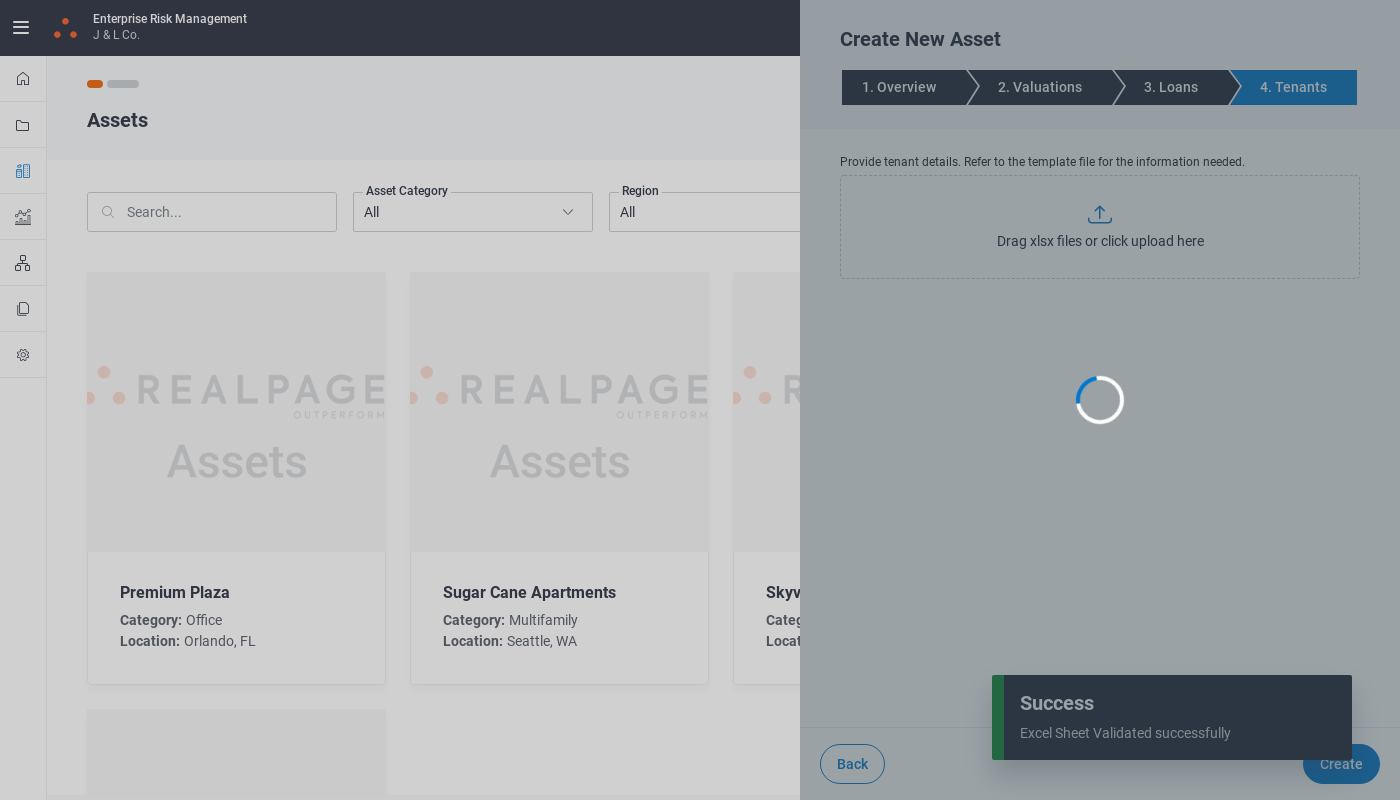 Enterprise Risk Management
J & L Co.
Assets
Search...
Asset Category
All
Region
All
REALPAGE
OUTPERFORM
Assets
REALPAGE
OUTPERFORM
Assets
Premium Plaza
Category: Office
Location: Orlando, FL
Sugar Cane Apartments
Category: Multifamily
Location: Seattle, WA
Create New Asset
1. Overview
2. Valuations
3. Loans
4. Tenants
Provide tenant details. Refer to the template file for the information needed.
Drag xlsx files or click upload here
Success
Excel Sheet Validated successfully
Back
Create